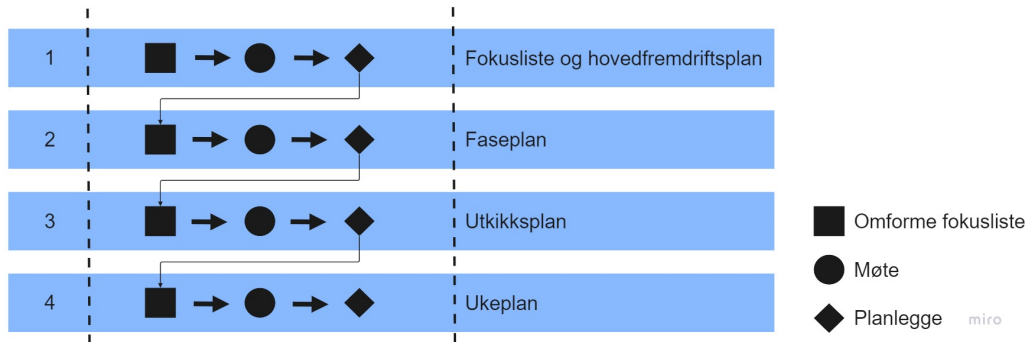 1
Fokusliste og hovedfremdriftsplan
2
Faseplan
3
Utkikksplan
4
Ukeplan
Omforme fokusliste
Møte
Planlegge
miro